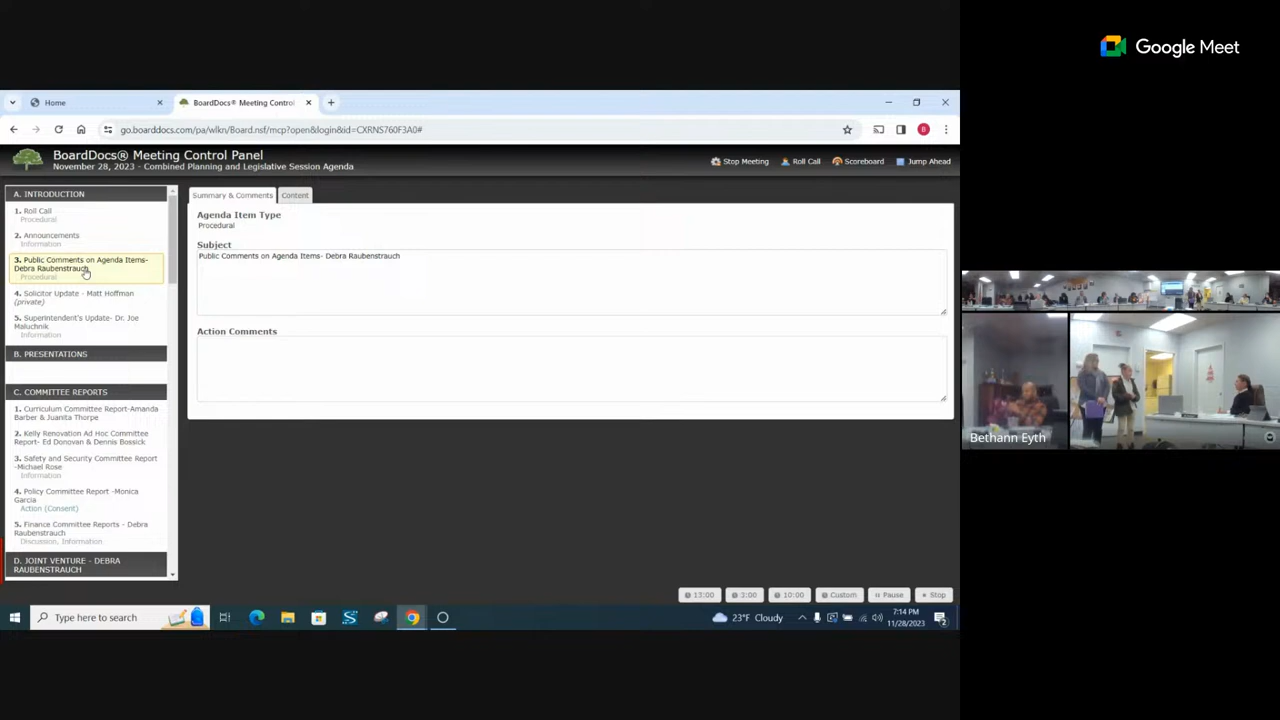 Google Meet
Home
BoardDocs® Meeting Control
go.boarddocs.com/pa/wlkn/Board.nsf/mcp?open&login&id=CXRNS760F3A0#
BoardDocs® Meeting Control Panel
November 28, 2023 - Combined Planning and Legislative Session Agenda
Stop Meeting
Roll Call
Scoreboard
Jump Ahead
A. INTRODUCTION
1. Roll Call
Procedural
2. Announcements
Information
3. Public Comments on Agenda Items-
Debra Raubenstrauch
Procedural
4. Solicitor Update - Matt Hoffman
(private)
5. Superintendent's Update- Dr. Joe
Maluchnik
Information
B. PRESENTATIONS
C. COMMITTEE REPORTS
1. Curriculum Committee Report-Amanda
Barber & Juanita Thorpe
2. Kelly Renovation Ad Hoc Committee
Report- Ed Donovan & Dennis Bossick
3. Safety and Security Committee Report
-Michael Rose
Information
4. Policy Committee Report -Monica
Garcia
Action (Consent)
5. Finance Committee Reports - Debra
Raubenstrauch
Discussion, Information
D. JOINT VENTURE - DEBRA
RAUBENSTRAUCH
Summary & Comments
Content
Agenda Item Type
Procedural
Subject
Public Comments on Agenda Items- Debra Raubenstrauch
Action Comments
Bethann Eyth
3:00
10:00
Custom
Pause
Stop
Type here to search
23°F Cloudy
7:14 PM
11/28/2023